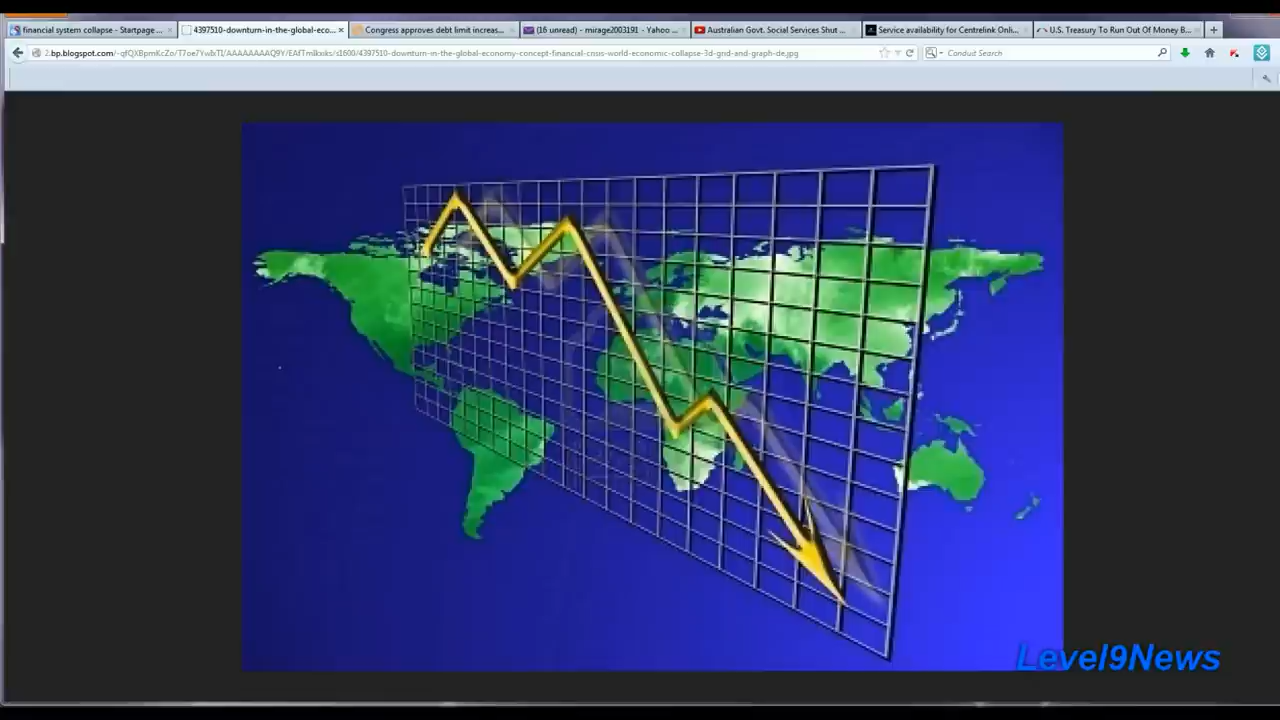 financial system collapse - Startpage ...
4397510-downturn-in-the-global-eco...
Congress approves debt limit increas...
(16 unread) - mirage2003191 - Yahoo ...
Australian Govt. Social Services Shut ...
Service availability for Centrelink Onli...
U.S. Treasury To Run Out Of Money B...
Conduit Search
Level9News